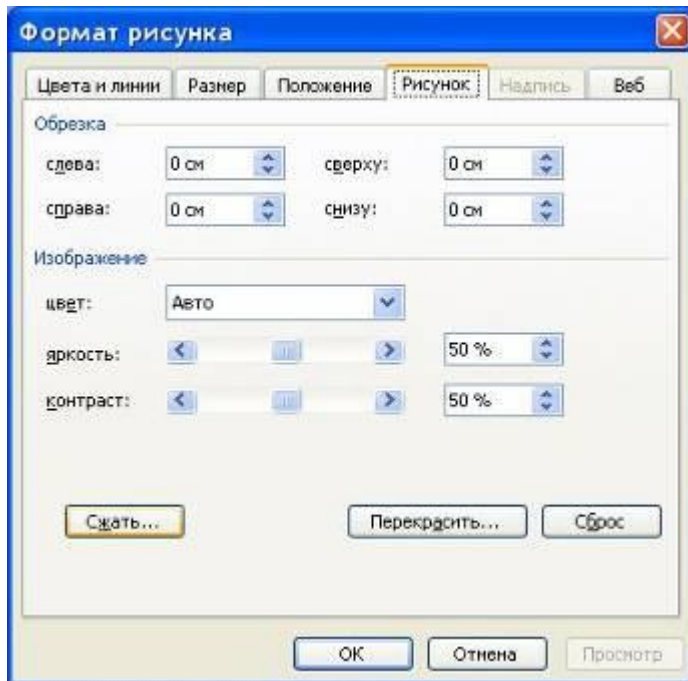 Формат рисунка
Цвета и линии Размер Положение Рисунок Надпись Веб
Обрезка
слева: 0 см сверху: 0 см
справа: 0 см снизу: 0 см
Изображение
цвет: Авто
яркость: 50 %
контраст: 50 %
Сжать... Перекрасить... Сброс
ОК Отмена Просмотр